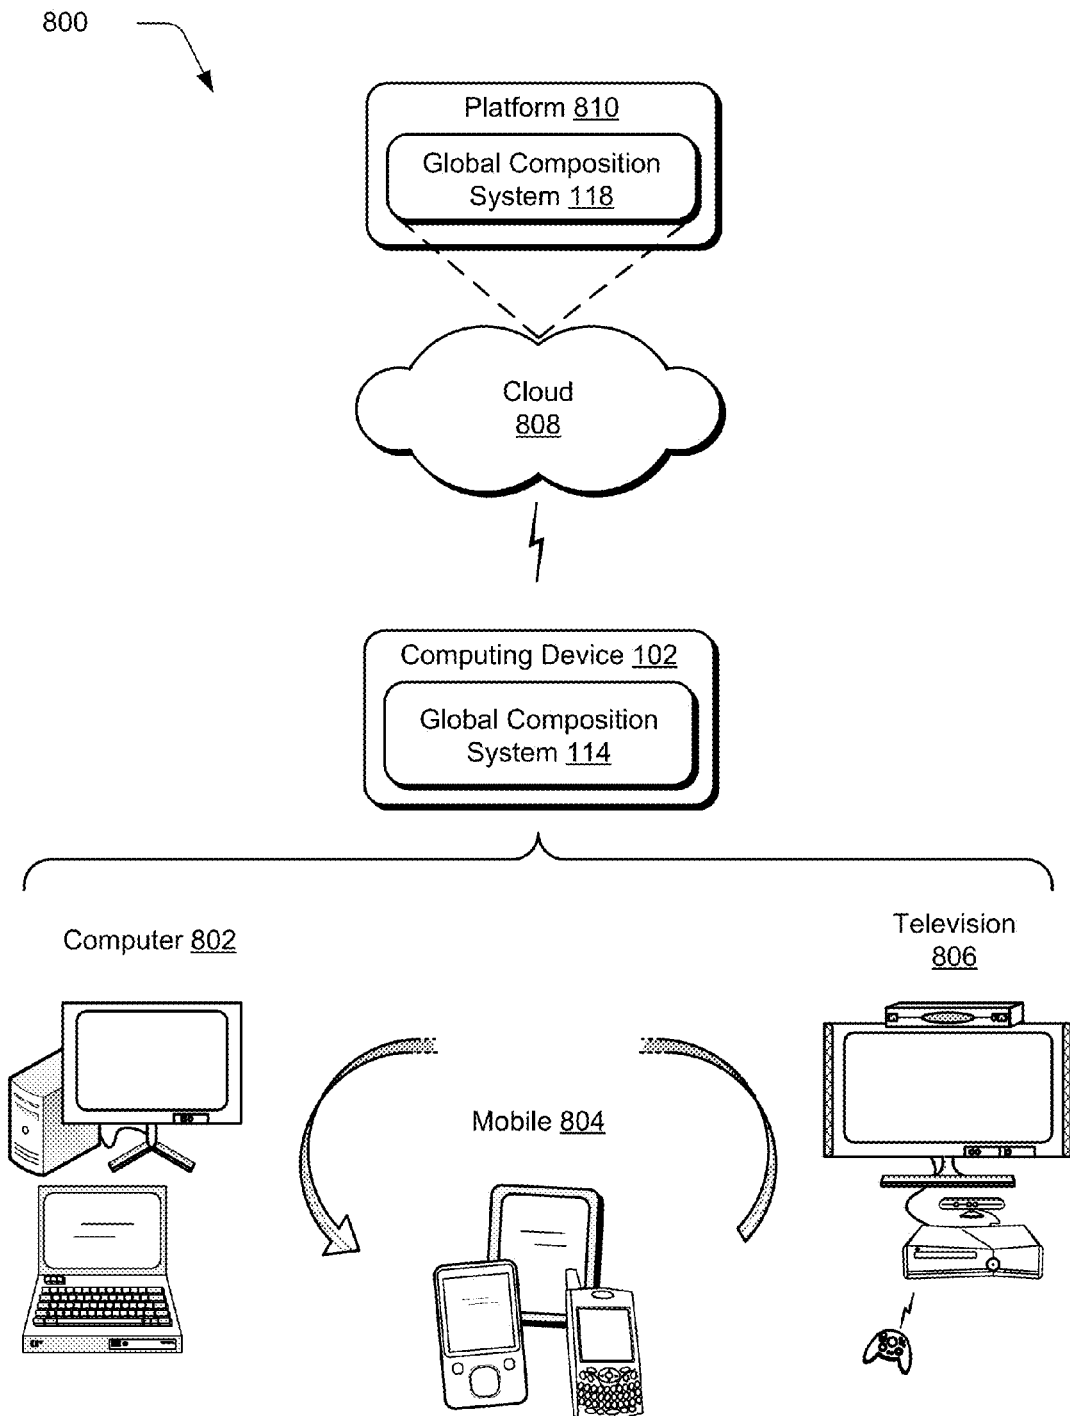 800
Platform 810
Global Composition
System 118
Cloud
808
Computing Device 102
Global Composition
System 114
Computer 802
Television
806
Mobile 804